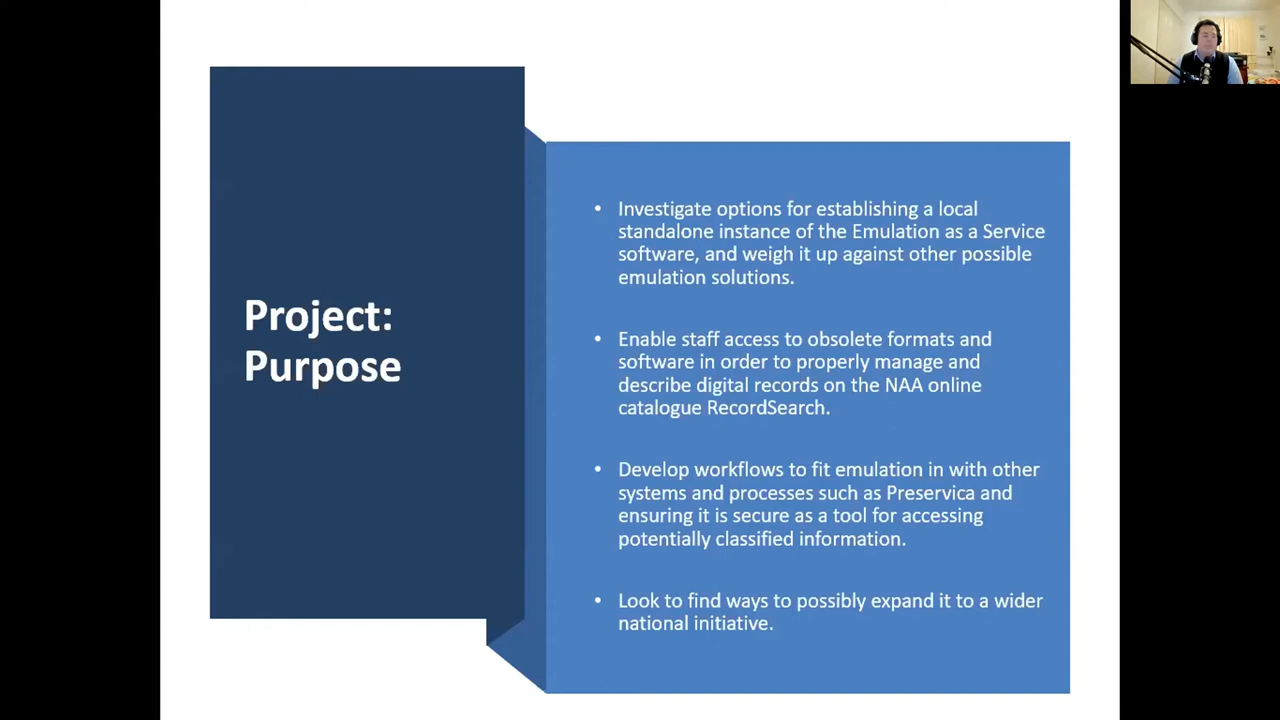 Project:
Purpose
• Investigate options for establishing a local
standalone instance of the Emulation as a Service
software, and weigh it up against other possible
emulation solutions.
• Enable staff access to obsolete formats and
software in order to properly manage and
describe digital records on the NAA online
catalogue RecordSearch.
• Develop workflows to fit emulation in with other
systems and processes such as Preservica and
ensuring it is secure as a tool for accessing
potentially classified information.
• Look to find ways to possibly expand it to a wider
national initiative.